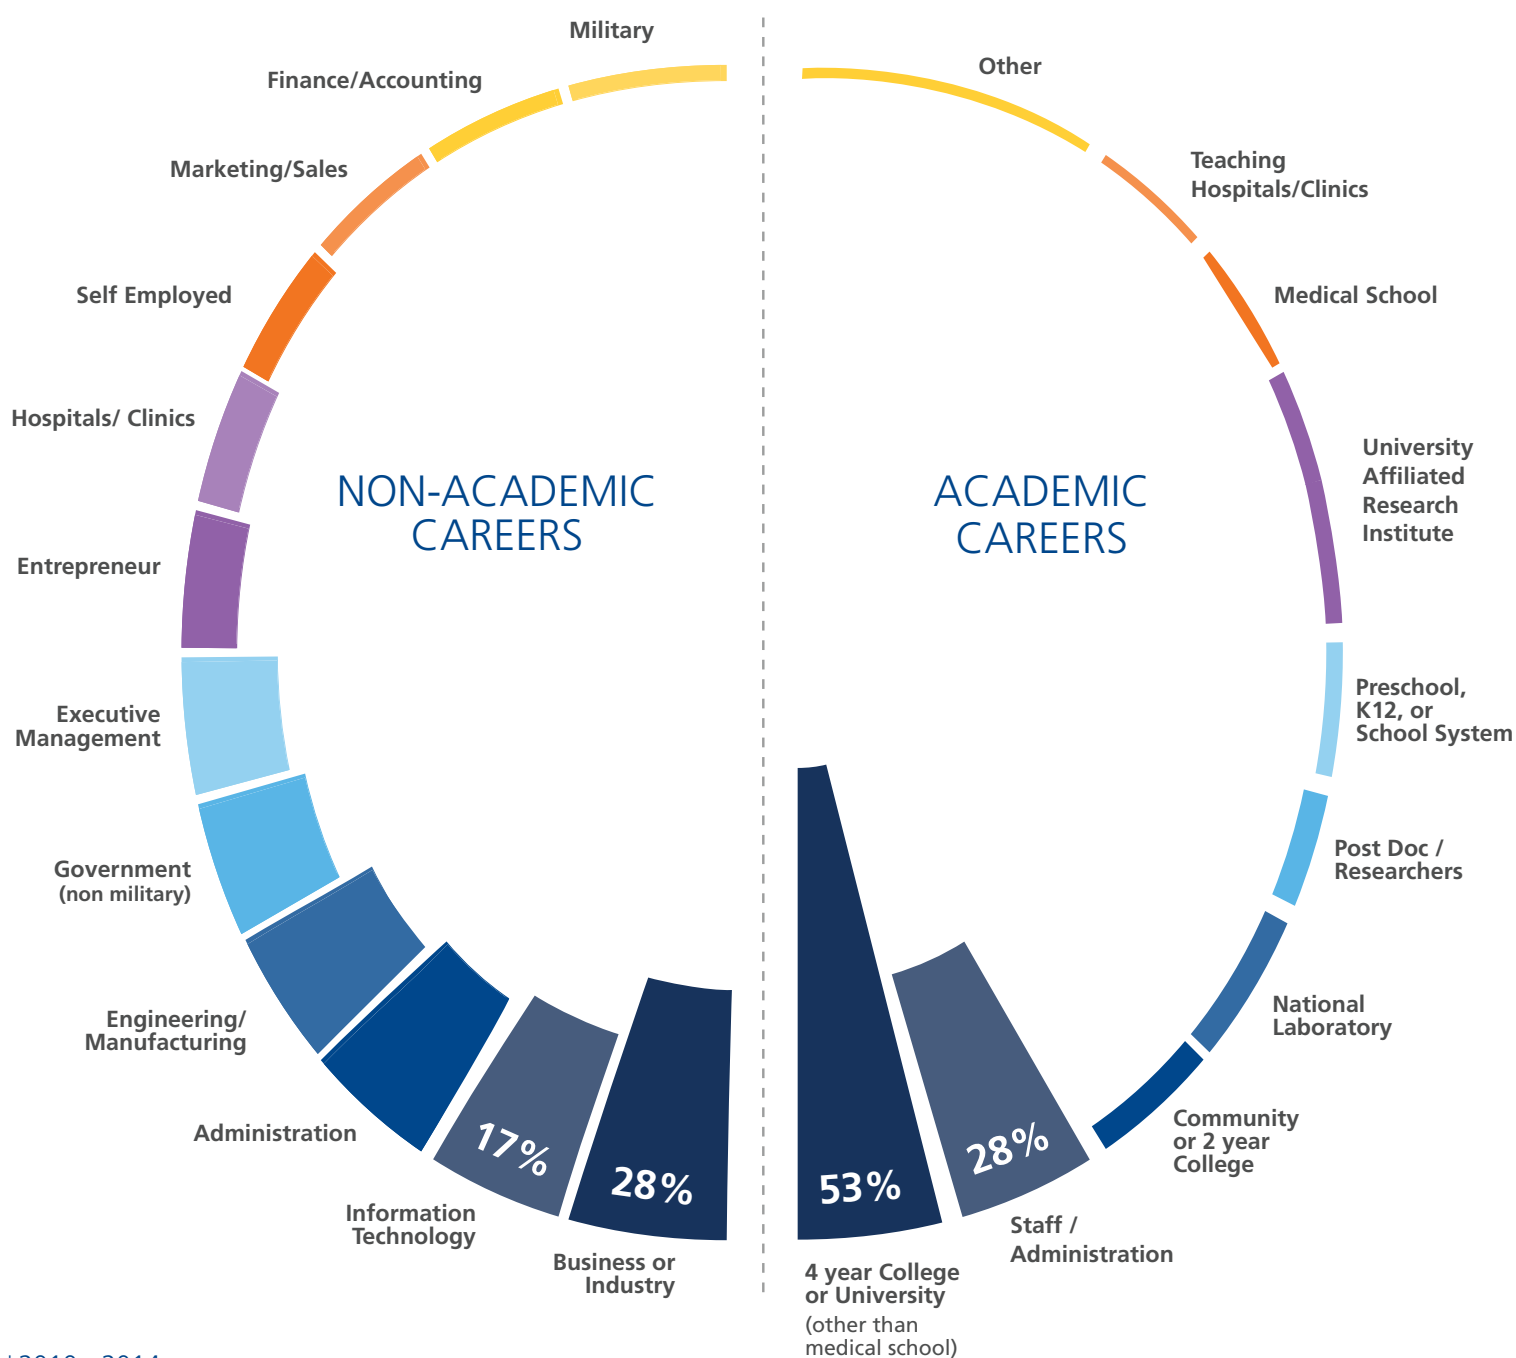 Military
Finance/Accounting
Marketing/Sales
Self Employed
Hospitals/ Clinics
Entrepreneur
Executive
Management
Government
(non military)
Engineering/
Manufacturing
Administration
Information
Technology
Business or
Industry
NON-ACADEMIC
CAREERS
17%
28%
Other
Teaching
Hospitals/Clinics
Medical School
University
Affiliated
Research
Institute
Preschool,
K12, or
School System
Post Doc /
Researchers
National
Laboratory
Community
or 2 year
College
Staff /
Administration
4 year College
or University
(other than
medical school)
ACADEMIC
CAREERS
53%
28%